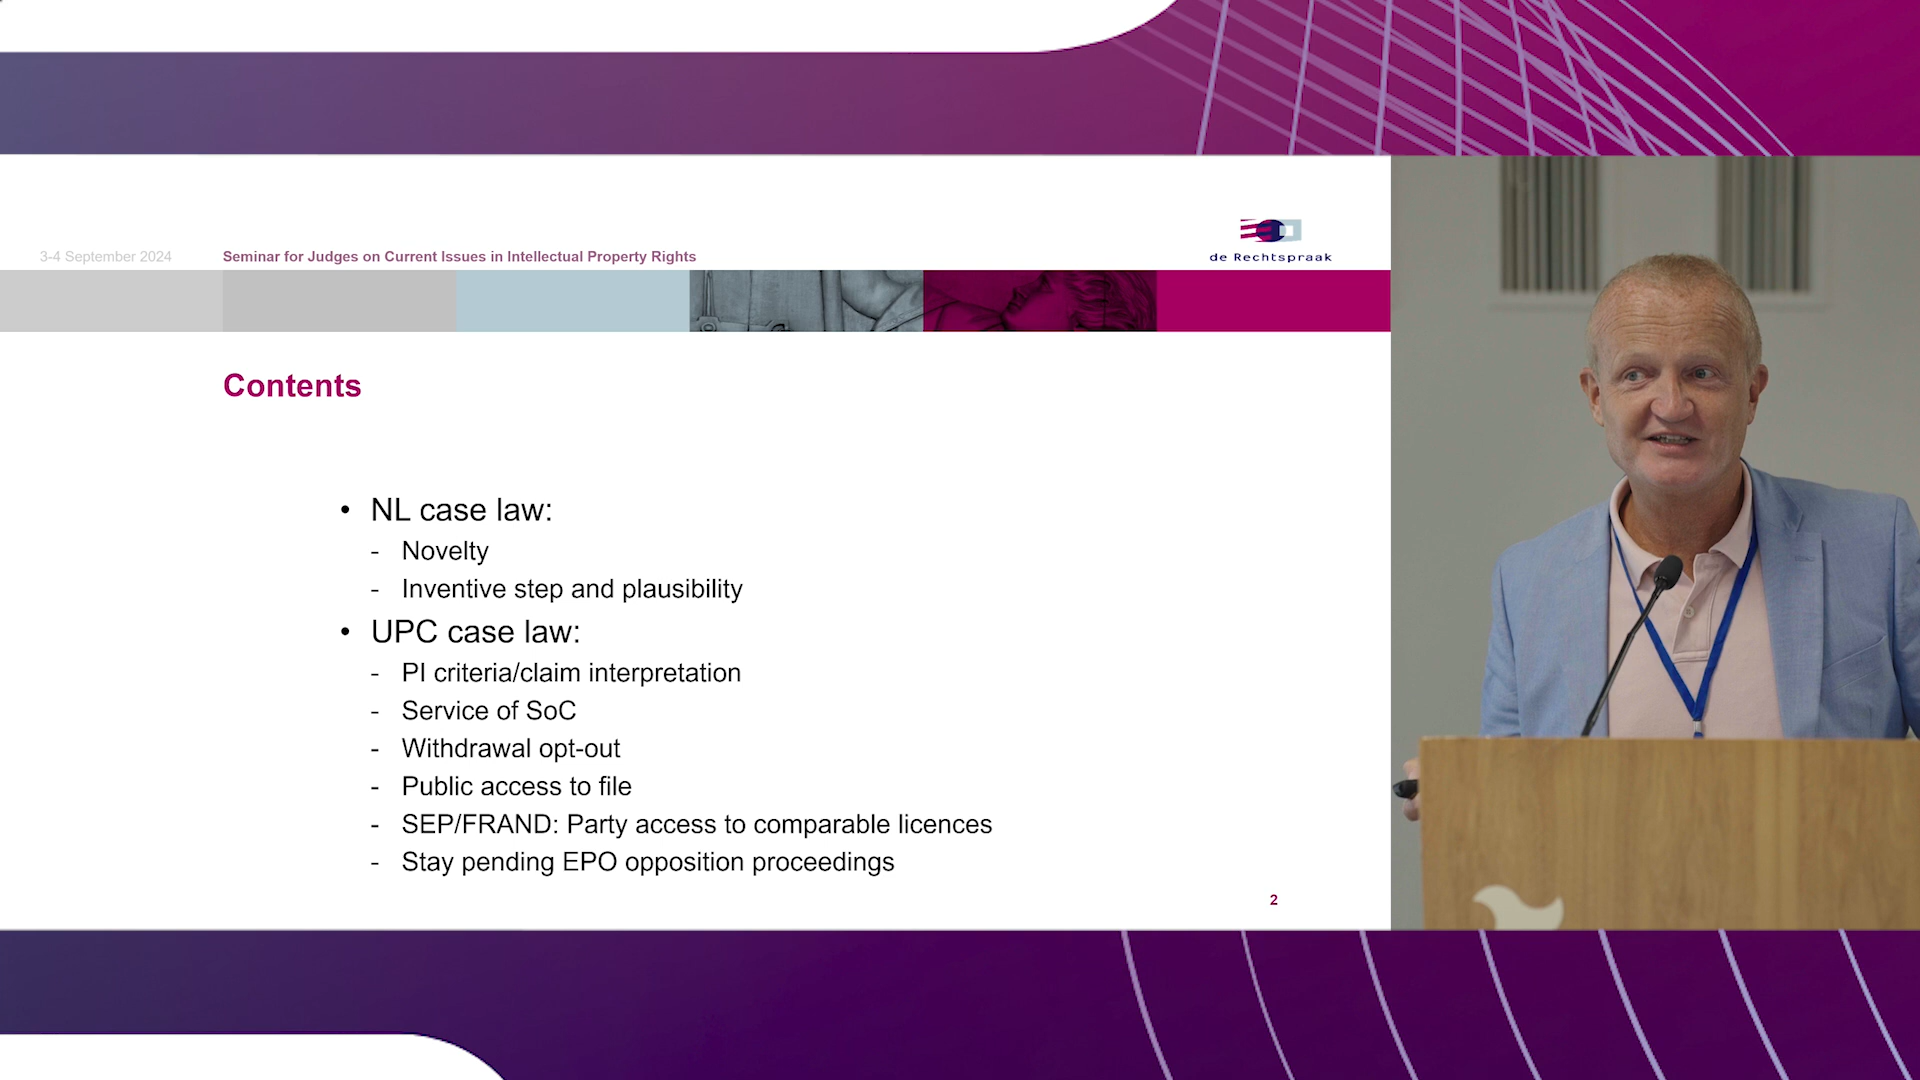 3-4 September 2024
Seminar for Judges on Current Issues in Intellectual Property Rights
de Rechtspraak
Contents
• NL case law:
- Novelty
- Inventive step and plausibility
• UPC case law:
- PI criteria/claim interpretation
- Service of SoC
- Withdrawal opt-out
- Public access to file
- SEP/FRAND: Party access to comparable licences
- Stay pending EPO opposition proceedings
2